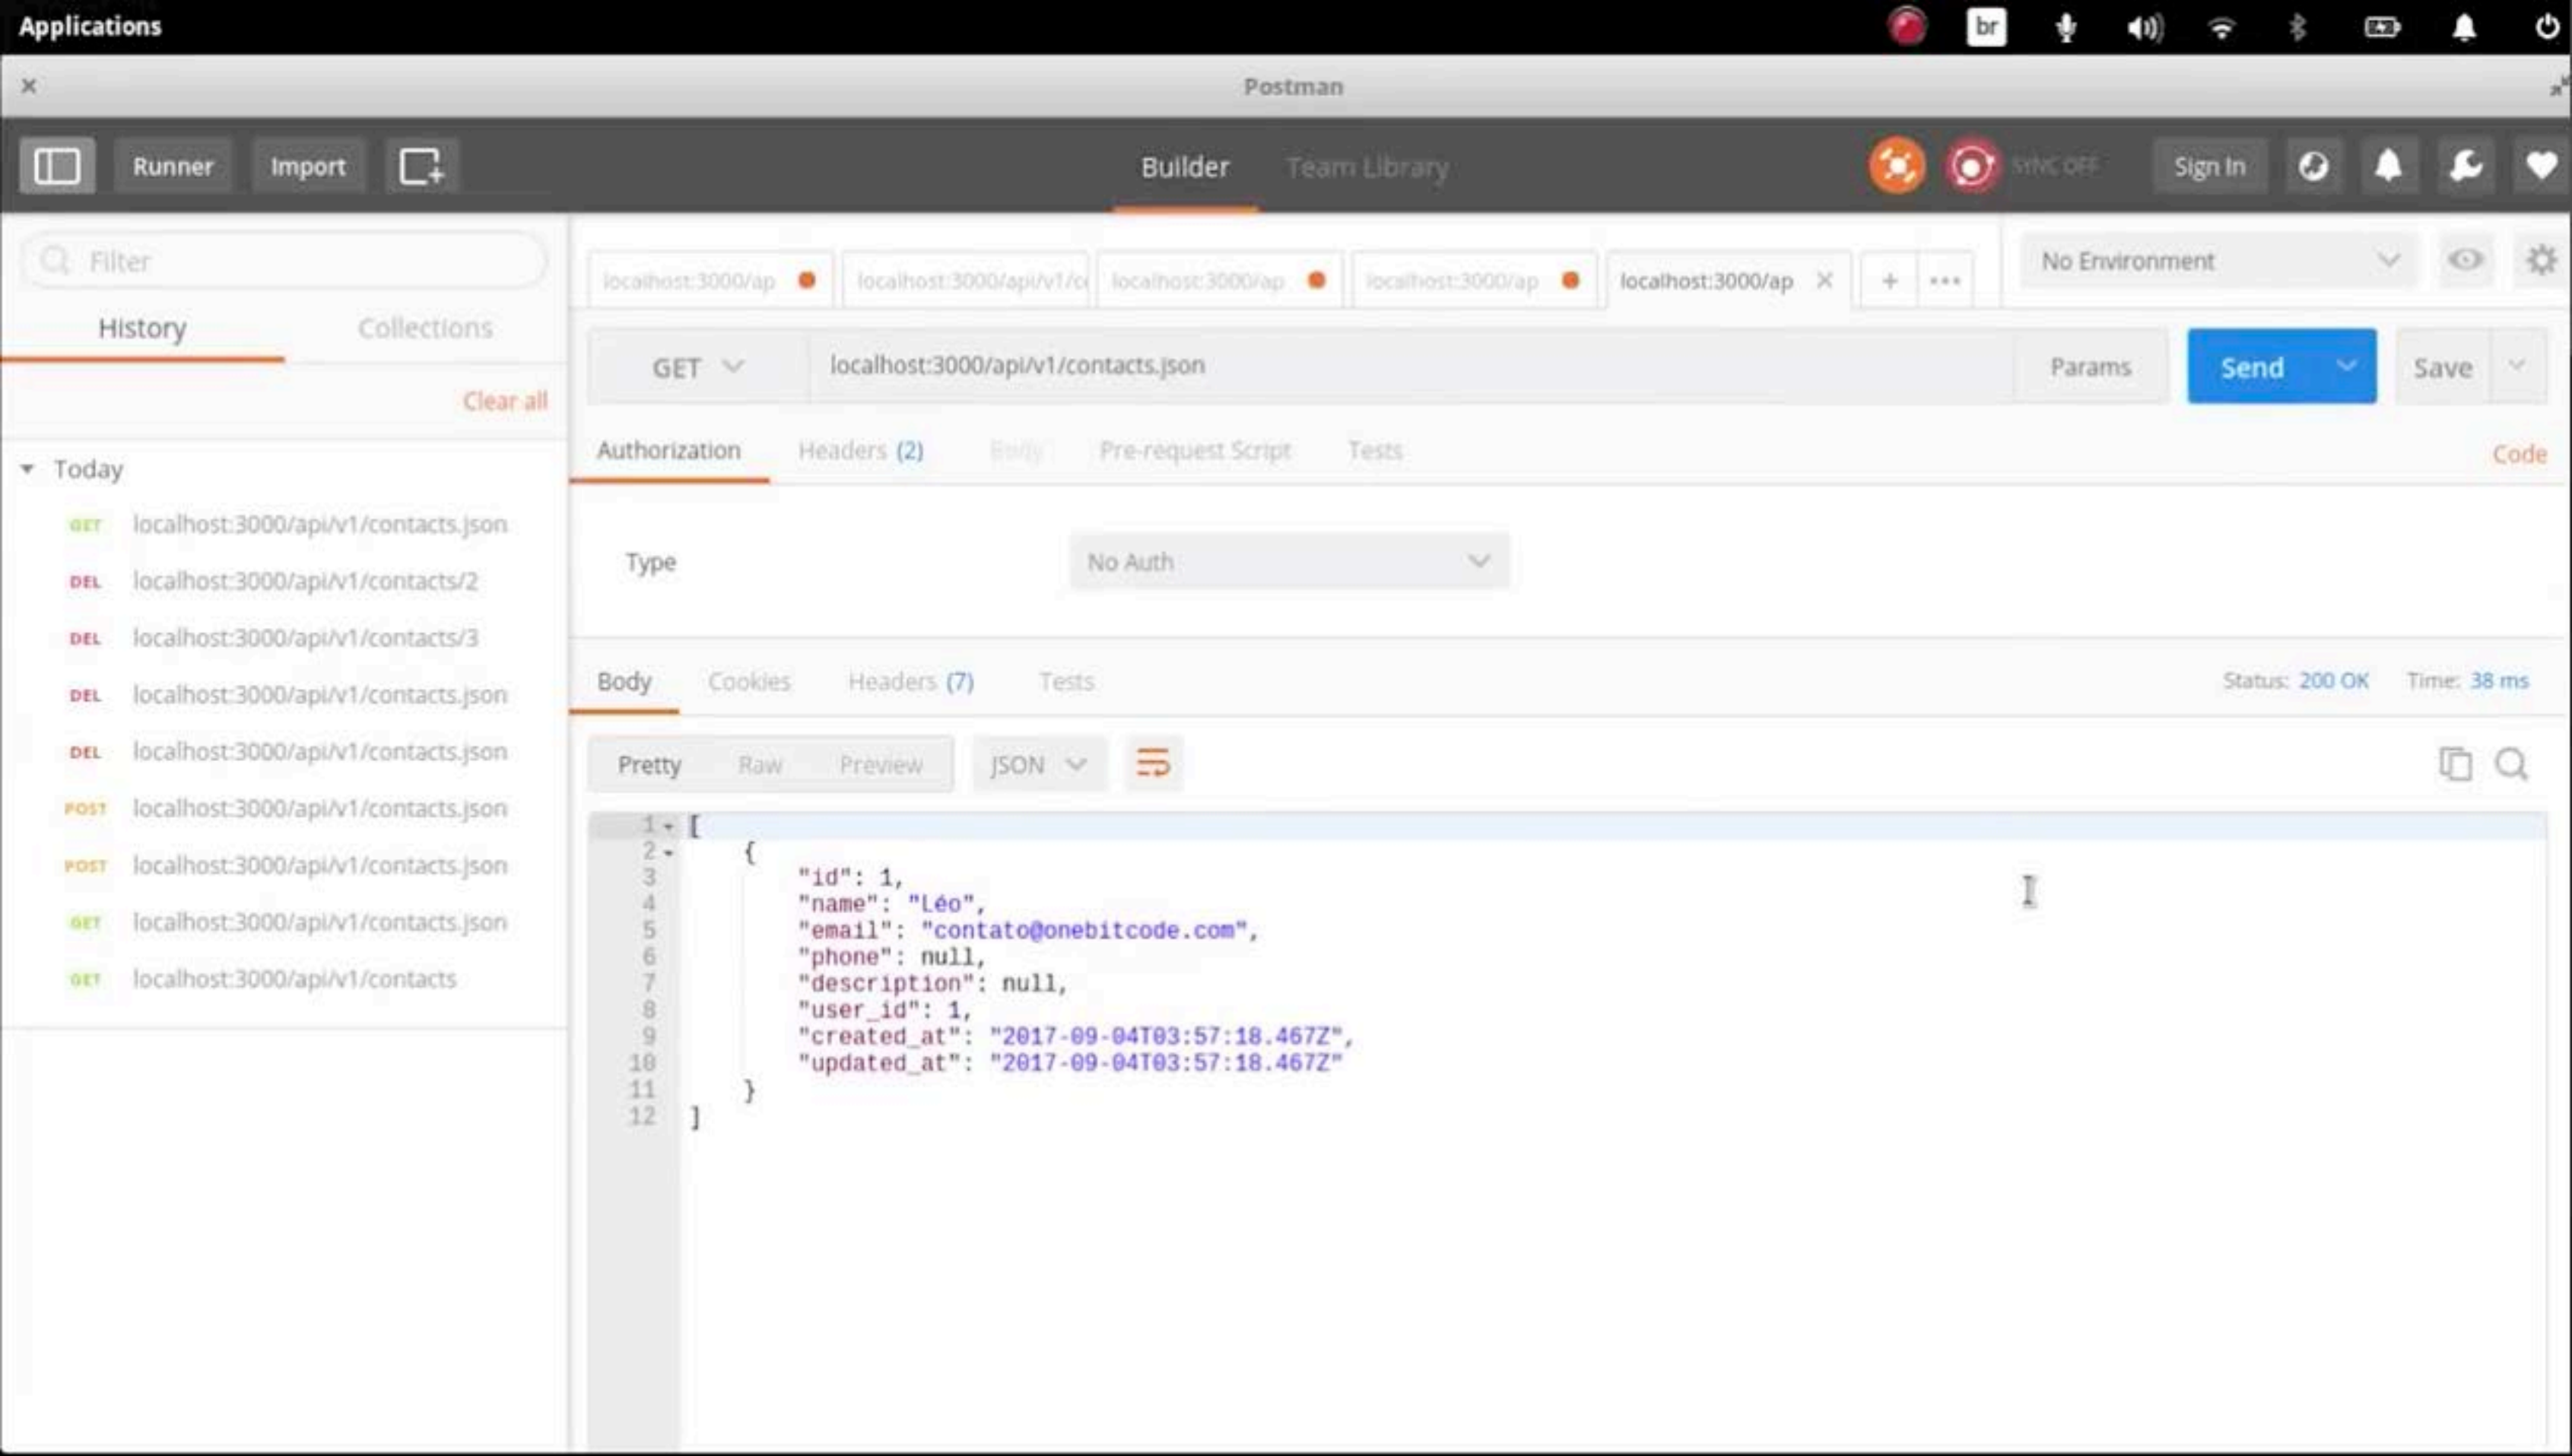 Applications
br
Postman
Runner
Import
Builder
Team Library
SYNC OFF
Sign In
Filter
History
Collections
Clear all
Today
GET localhost:3000/api/v1/contacts.json
DEL localhost:3000/api/v1/contacts/2
DEL localhost:3000/api/v1/contacts/3
DEL localhost:3000/api/v1/contacts.json
DEL localhost:3000/api/v1/contacts.json
POST localhost:3000/api/v1/contacts.json
POST localhost:3000/api/v1/contacts.json
GET localhost:3000/api/v1/contacts.json
GET localhost:3000/api/v1/contacts
localhost:3000/ap
localhost:3000/api/v1/c
localhost:3000/ap
localhost:3000/ap
localhost:3000/ap
No Environment
GET localhost:3000/api/v1/contacts.json
Params
Send
Save
Authorization
Headers (2)
Body
Pre-request Script
Tests
Code
Type
No Auth
Body
Cookies
Headers (7)
Tests
Status: 200 OK
Time: 38 ms
Pretty
Raw
Preview
JSON
1 [
2 {
3 "id": 1,
4 "name": "Léo",
5 "email": "contato@onebitcode.com",
6 "phone": null,
7 "description": null,
8 "user_id": 1,
9 "created_at": "2017-09-04T03:57:18.467Z",
10 "updated_at": "2017-09-04T03:57:18.467Z"
11 }
12 ]